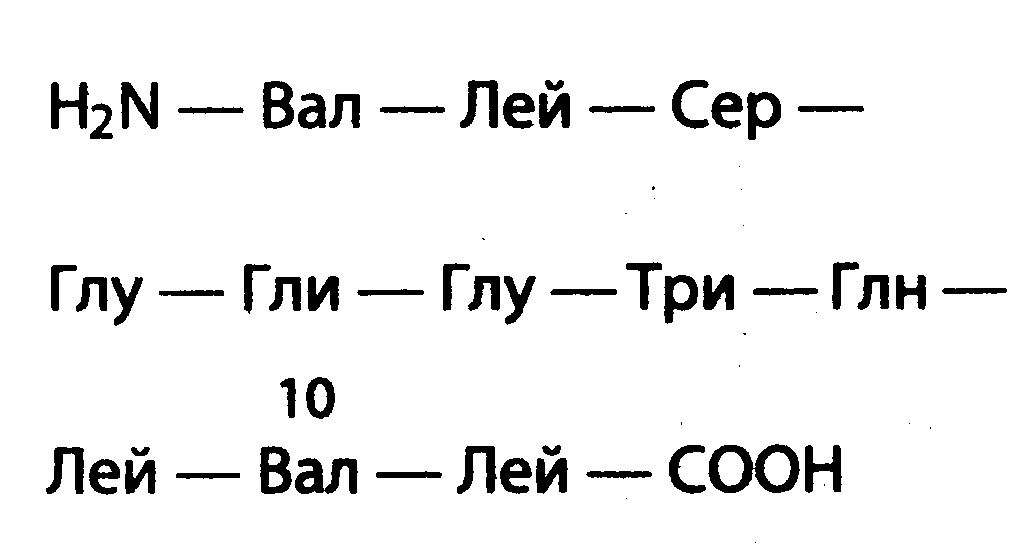 H₂N — Вал — Лей — Сер —
Глу — Гли — Глу — Три — Глн —
10
Лей — Вал — Лей — COOH